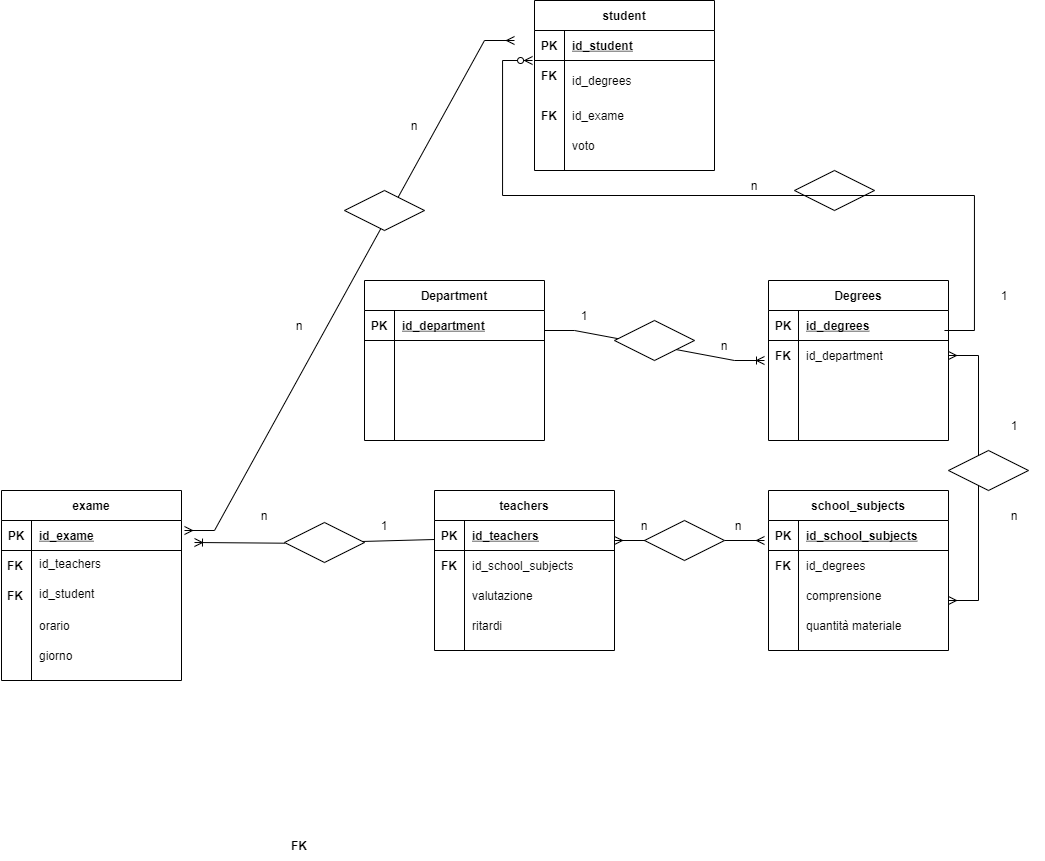 student
PK id_student
FK id_degrees
FK id_exame
voto
n
n
1
n
Department
PK id_department
1
n
Degrees
PK id_degrees
FK id_department
1
n
exame
PK id_exame
FK id_teachers
FK id_student
orario
giorno
n
1
teachers
PK id_teachers
FK id_school_subjects
valutazione
ritardi
n
n
school_subjects
PK id_school_subjects
FK id_degrees
comprensione
quantità materiale
FK